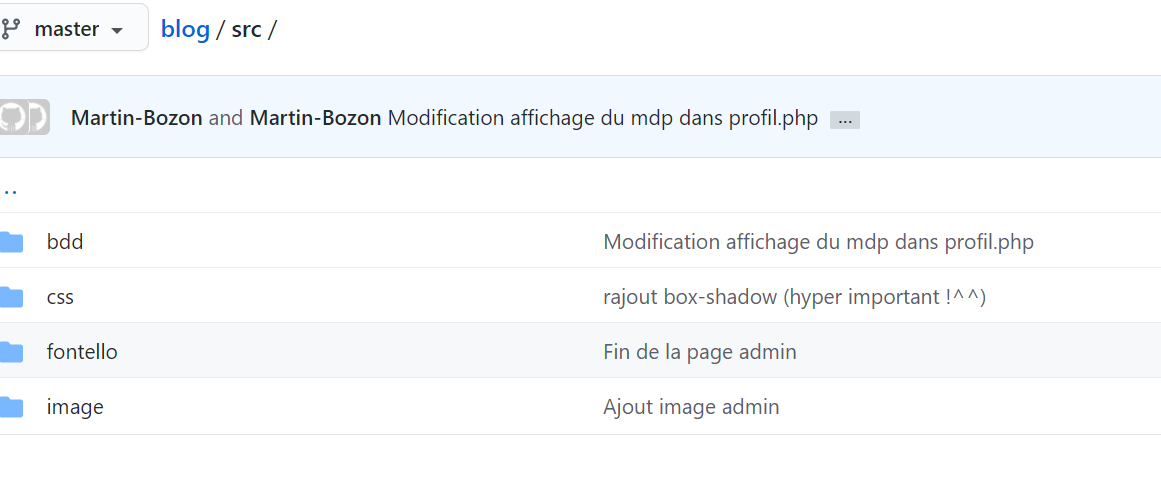 master blog / src /
Martin-Bozon and Martin-Bozon Modification affichage du mdp dans profil.php ...
..
bdd Modification affichage du mdp dans profil.php
css rajout box-shadow (hyper important !^^)
fontello Fin de la page admin
image Ajout image admin